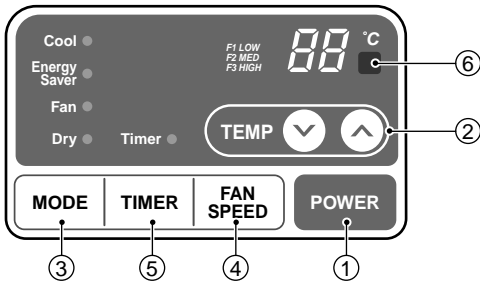 Cool
F1 LOW
F2 MED
F3 HIGH
88 °C
Energy
Saver
⑥
Fan
Dry Timer TEMP ②
MODE TIMER FAN
SPEED POWER
③ ⑤ ④ ①